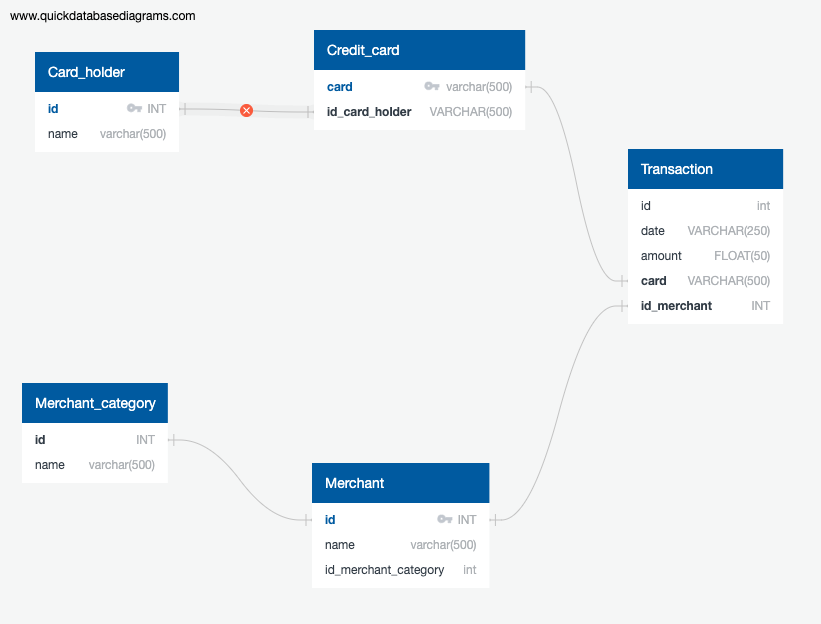 www.quickdatabasediagrams.com
Card_holder
id INT
name varchar(500)
Credit_card
card varchar(500)
id_card_holder VARCHAR(500)
Transaction
id int
date VARCHAR(250)
amount FLOAT(50)
card VARCHAR(500)
id_merchant INT
Merchant_category
id INT
name varchar(500)
Merchant
id INT
name varchar(500)
id_merchant_category int